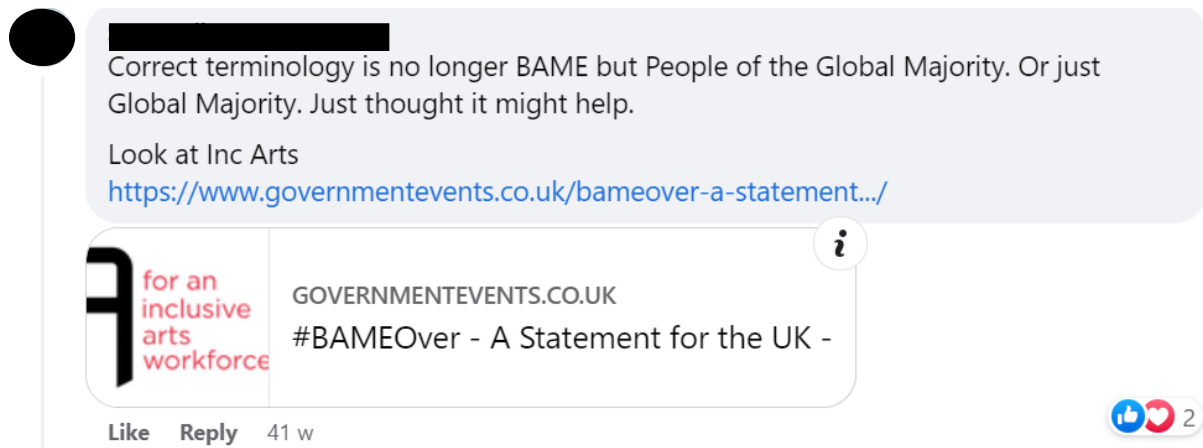 Correct terminology is no longer BAME but People of the Global Majority. Or just
Global Majority. Just thought it might help.
Look at Inc Arts
https://www.governmentevents.co.uk/bameover-a-statement.../
i
for an
inclusive
arts
workforce
GOVERNMENTEVENTS.CO.UK
#BAMEOver - A Statement for the UK -
Like Reply 41 w
2